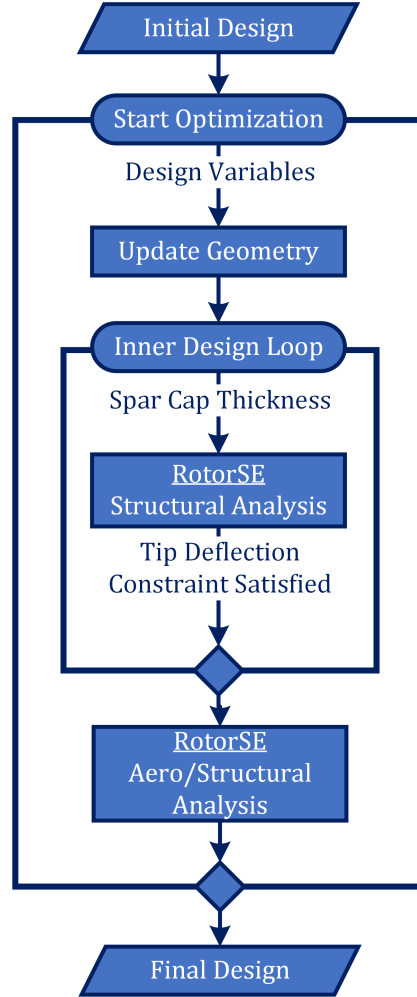 Initial Design
Start Optimization
Design Variables
Update Geometry
Inner Design Loop
Spar Cap Thickness
RotorSE
Structural Analysis
Tip Deflection
Constraint Satisfied
RotorSE
Aero/Structural
Analysis
Final Design